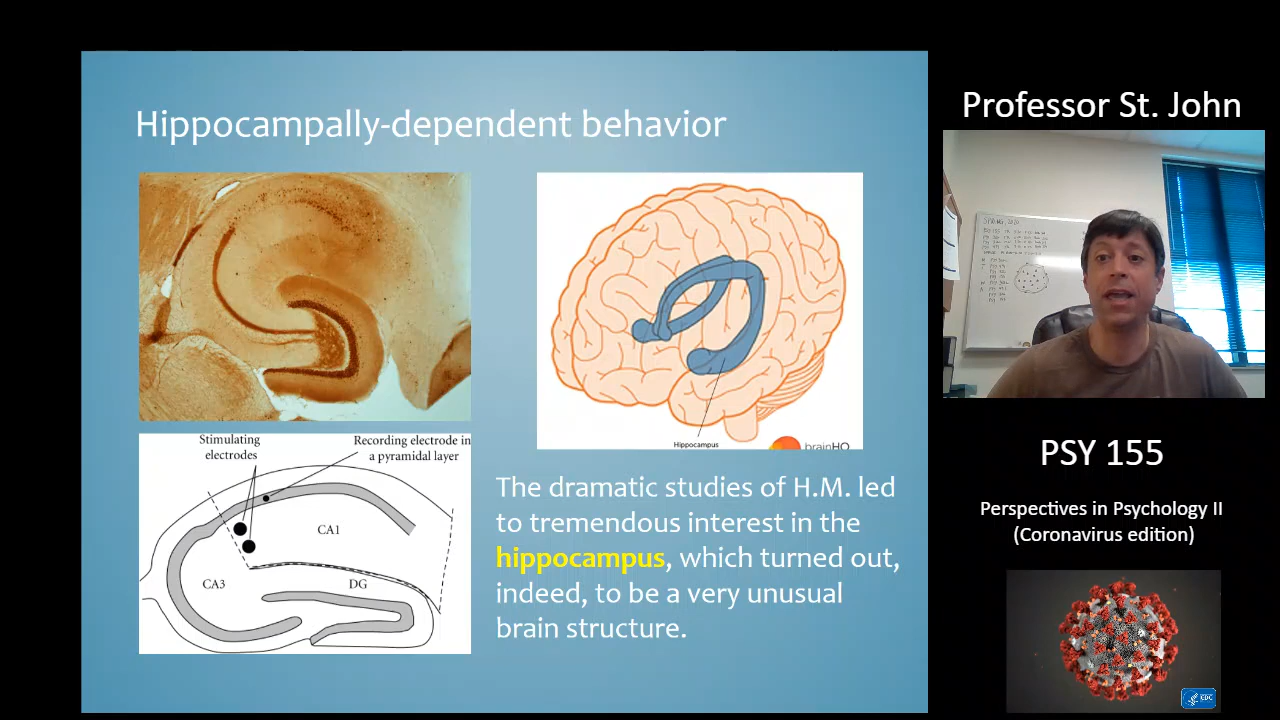 Hippocampally-dependent behavior
Stimulating
electrodes
Recording electrode in
a pyramidal layer
CA1
CA3
DG
Hippocampus
brainHQ
The dramatic studies of H.M. led
to tremendous interest in the
hippocampus, which turned out,
indeed, to be a very unusual
brain structure.
Professor St. John
PSY 155
Perspectives in Psychology II
(Coronavirus edition)
CDC